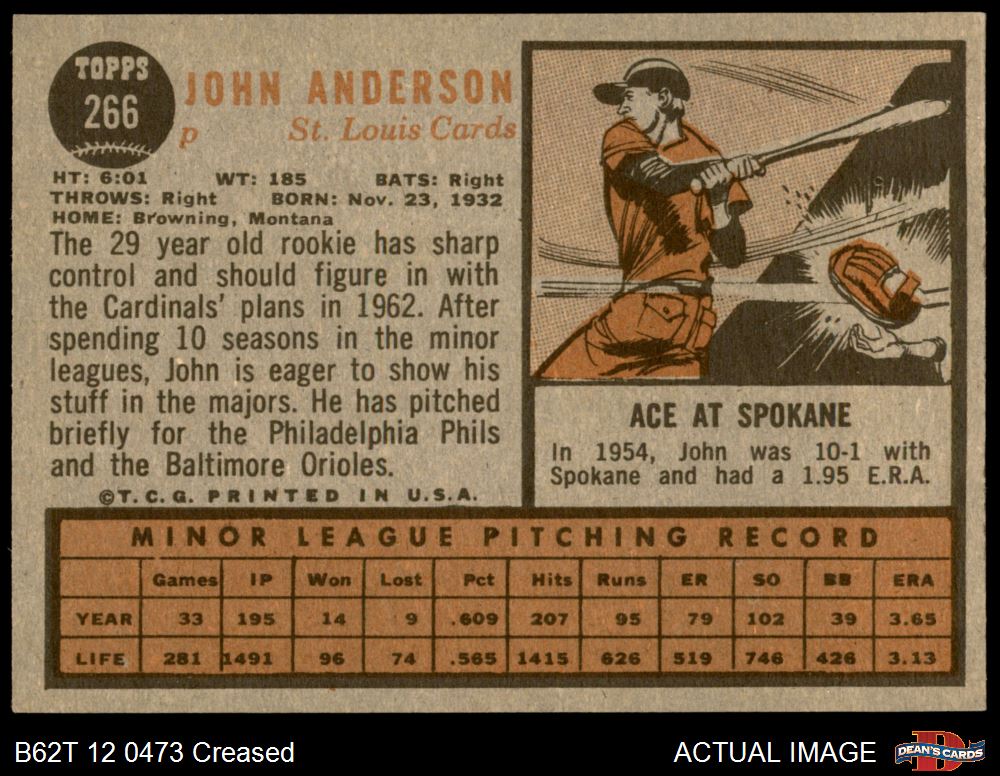 TOPPS
266
JOHN ANDERSON
p St. Louis Cards
HT: 6:01 WT: 185 BATS: Right
THROWS: Right BORN: Nov. 23, 1932
HOME: Browning, Montana
The 29 year old rookie has sharp
control and should figure in with
the Cardinals' plans in 1962. After
spending 10 seasons in the minor
leagues, John is eager to show his
stuff in the majors. He has pitched
briefly for the Philadelphia Phils
and the Baltimore Orioles.
©T.C.G. PRINTED IN U.S.A.
ACE AT SPOKANE
In 1954, John was 10-1 with
Spokane and had a 1.95 E.R.A.
MINOR LEAGUE PITCHING RECORD
Games IP Won Lost Pct Hits Runs ER SO BB ERA
YEAR 33 195 14 9 .609 207 95 79 102 39 3.65
LIFE 281 1491 96 74 .565 1415 626 519 746 426 3.13
B62T 12 0473 Creased
ACTUAL IMAGE
DEAN'S CARDS